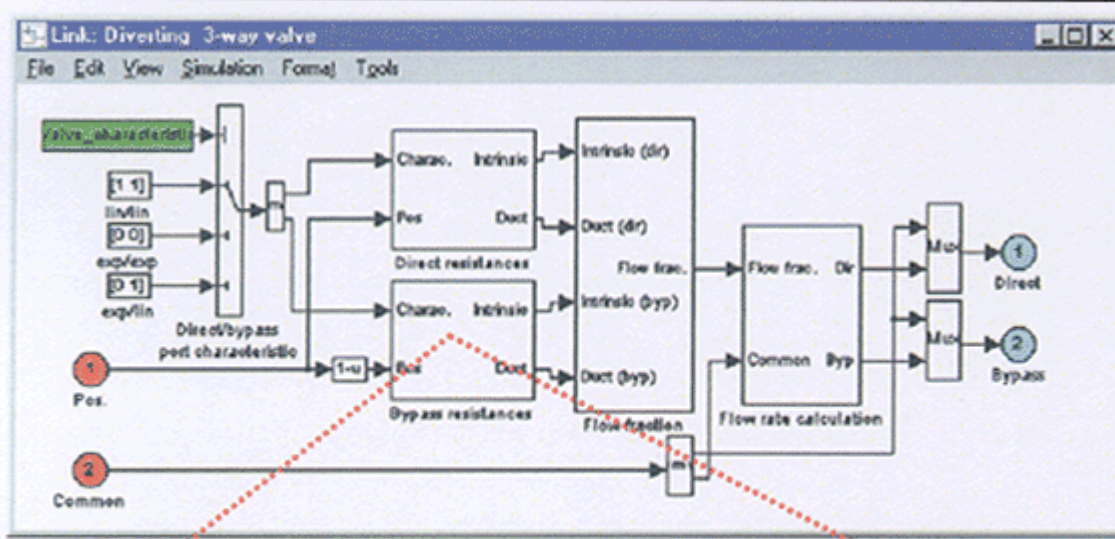 Link: Diverting 3-way valve
File Edit View Simulation Format Tools
Valve_characteristic
[1 1]
lin/lin
[0 0]
exp/exp
[0 1]
exp/lin
Direct/bypass
port characteristic
1
Pos.
2
Common
1-u
Charac. Intrinsic
Pos Duct
Direct resistances
Charac. Intrinsic
Pos Duct
Bypass resistances
Intrinsic (dir)
Duct (dir)
Flow frac.
Intrinsic (byp)
Duct (byp)
Flow fraction
m
Flow frac. Dir
Common Byp
Flow rate calculation
Mux
Mux
1
Direct
2
Bypass